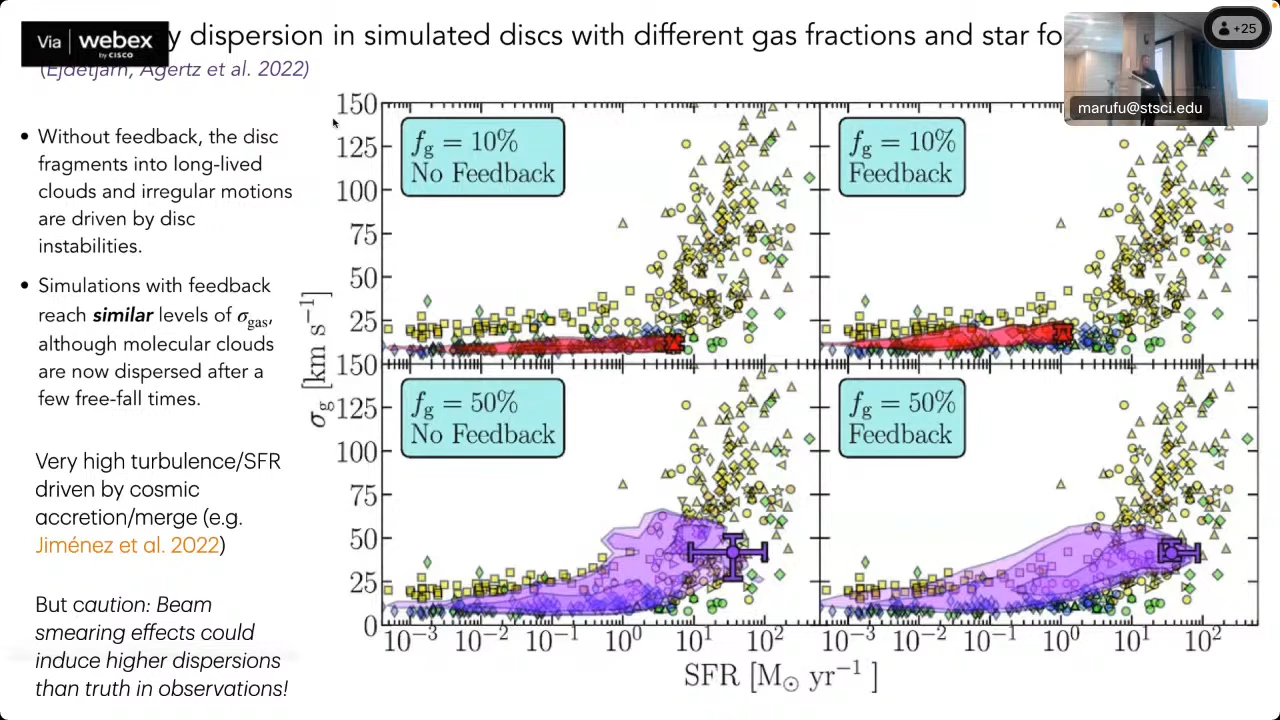 Via webex
by CISCO
y dispersion in simulated discs with different gas fractions and star fo
(Ejdetjärn, Agertz et al. 2022)
+25
marufu@stsci.edu
• Without feedback, the disc
fragments into long-lived
clouds and irregular motions
are driven by disc
instabilities.
• Simulations with feedback
reach similar levels of σgas,
although molecular clouds
are now dispersed after a
few free-fall times.
Very high turbulence/SFR
driven by cosmic
accretion/merge (e.g.
Jiménez et al. 2022)
But caution: Beam
smearing effects could
induce higher dispersions
than truth in observations!
σg [km s⁻¹]
150
125
100
75
50
25
150
125
100
75
50
25
0
fg = 10%
No Feedback
fg = 10%
Feedback
fg = 50%
No Feedback
fg = 50%
Feedback
10⁻³ 10⁻² 10⁻¹ 10⁰ 10¹ 10² 10⁻³ 10⁻² 10⁻¹ 10⁰ 10¹ 10²
SFR [M⊙ yr⁻¹]